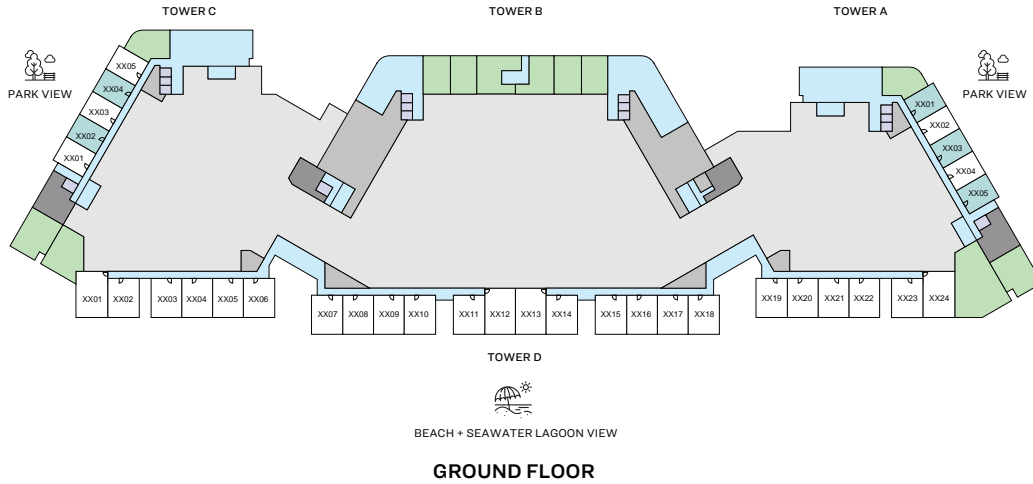 TOWER C
TOWER B
TOWER A
PARK VIEW
PARK VIEW
XX05
XX04
XX03
XX02
XX01
XX01
XX02
XX03
XX04
XX05
XX01
XX02
XX03
XX04
XX05
XX06
XX07
XX08
XX09
XX10
XX11
XX12
XX13
XX14
XX15
XX16
XX17
XX18
XX19
XX20
XX21
XX22
XX23
XX24
TOWER D
BEACH + SEAWATER LAGOON VIEW
GROUND FLOOR